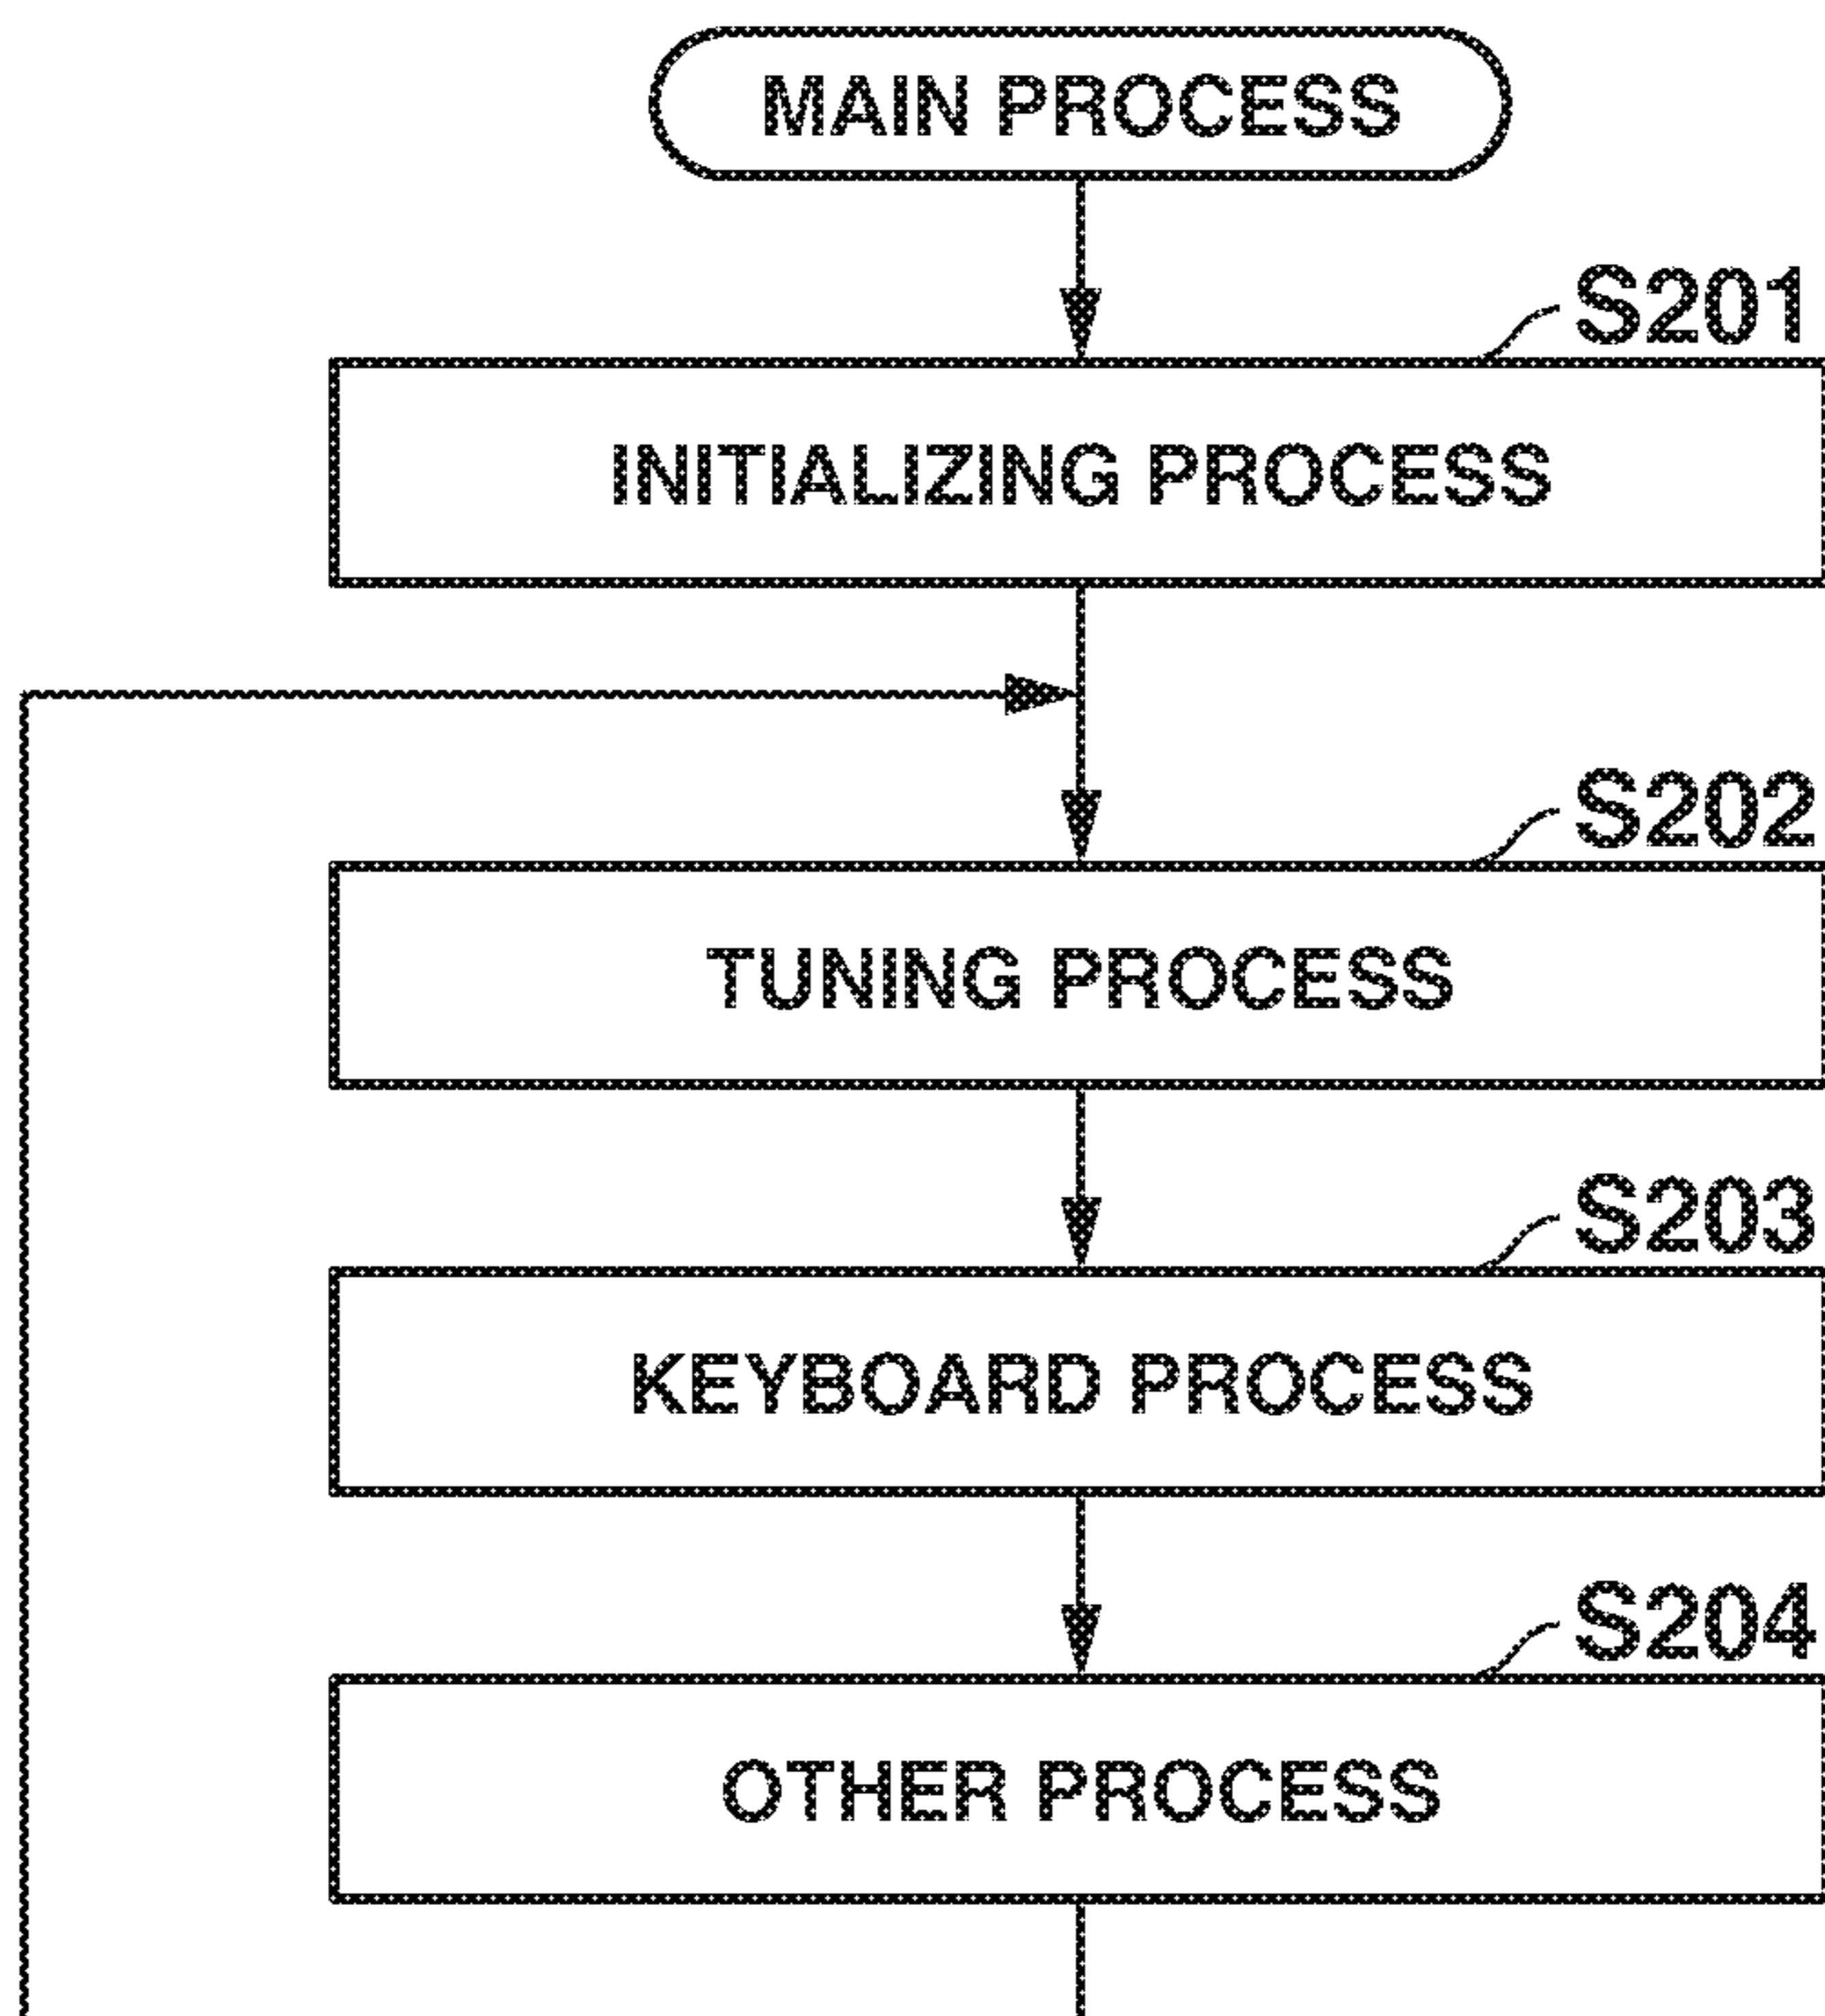 MAIN PROCESS
S201
INITIALIZING PROCESS
S202
TUNING PROCESS
S203
KEYBOARD PROCESS
S204
OTHER PROCESS